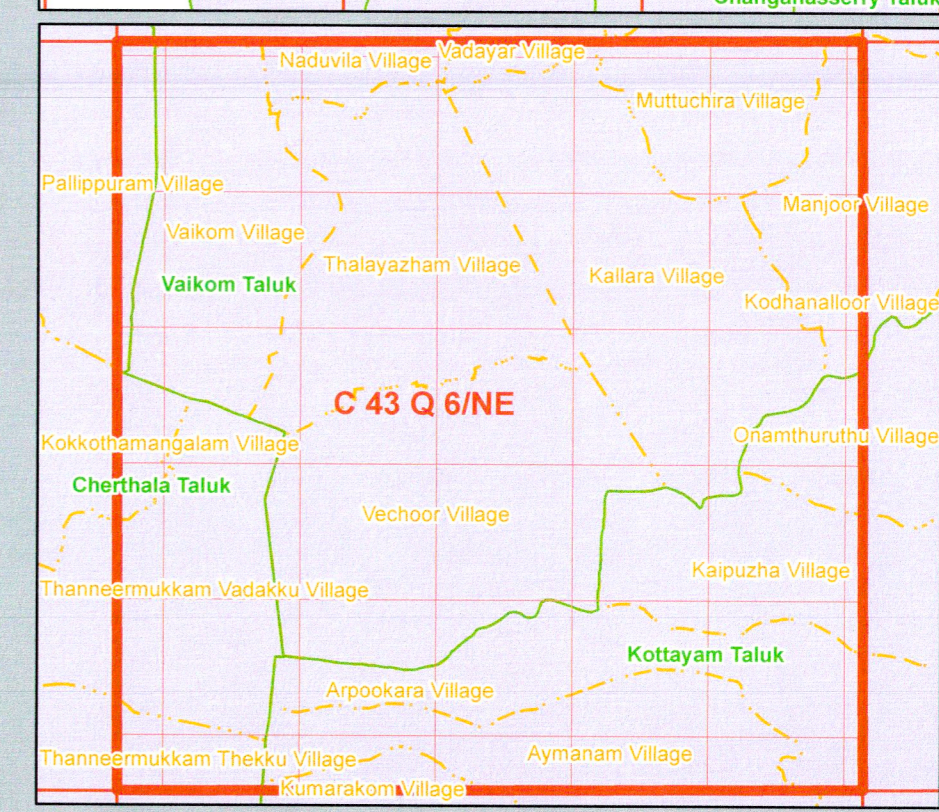 Changanasserry Taluk
Naduvila Village
Vadayar Village
Muttuchira Village
Pallippuram Village
Manjoor Village
Vaikom Village
Thalayazham Village
Kallara Village
Vaikom Taluk
Kodhanalloor Village
C 43 Q 6/NE
Onamthuruthu Village
Kokkothamangalam Village
Cherthala Taluk
Vechoor Village
Kaipuzha Village
Thanneermukkam Vadakku Village
Kottayam Taluk
Arpookara Village
Aymanam Village
Thanneermukkam Thekku Village
Kumarakom Village